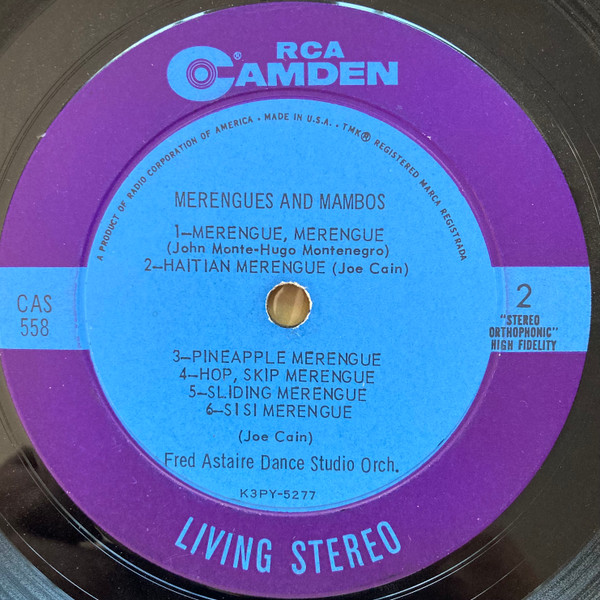 RCA
CAMDEN®
A PRODUCT OF RADIO CORPORATION OF AMERICA • MADE IN U.S.A. • TMK® REGISTERED MARCA REGISTRADA
MERENGUES AND MAMBOS
1—MERENGUE, MERENGUE
(John Monte-Hugo Montenegro)
2—HAITIAN MERENGUE (Joe Cain)
CAS
558
2
"STEREO
ORTHOPHONIC"
HIGH FIDELITY
3—PINEAPPLE MERENGUE
4—HOP, SKIP MERENGUE
5—SLIDING MERENGUE
6—SI SI MERENGUE
(Joe Cain)
Fred Astaire Dance Studio Orch.
K3PY-5277
LIVING STEREO